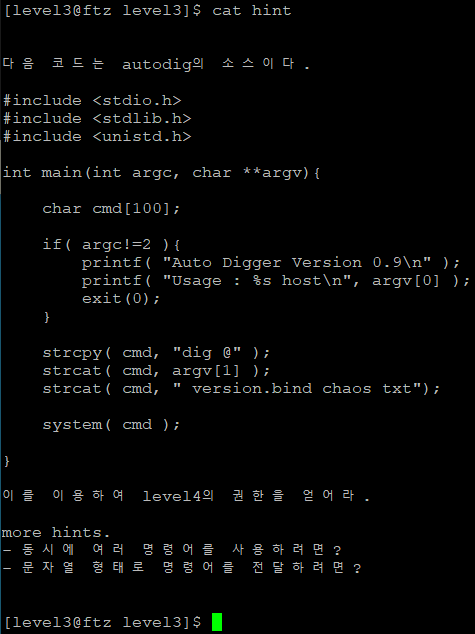 [level3@ftz level3]$ cat hint
다음 코드는 autodig의 소스이다.
#include <stdio.h>
#include <stdlib.h>
#include <unistd.h>
int main(int argc, char **argv){
    char cmd[100];
    if( argc!=2 ){
        printf( "Auto Digger Version 0.9\n" );
        printf( "Usage : %s host\n", argv[0] );
        exit(0);
    }
    strcpy( cmd, "dig @" );
    strcat( cmd, argv[1] );
    strcat( cmd, " version.bind chaos txt");
    system( cmd );
}
이를 이용하여 level4의 권한을 얻어라.
more hints.
- 동시에 여러 명령어를 사용하려면?
- 문자열 형태로 명령어를 전달하려면?
[level3@ftz level3]$